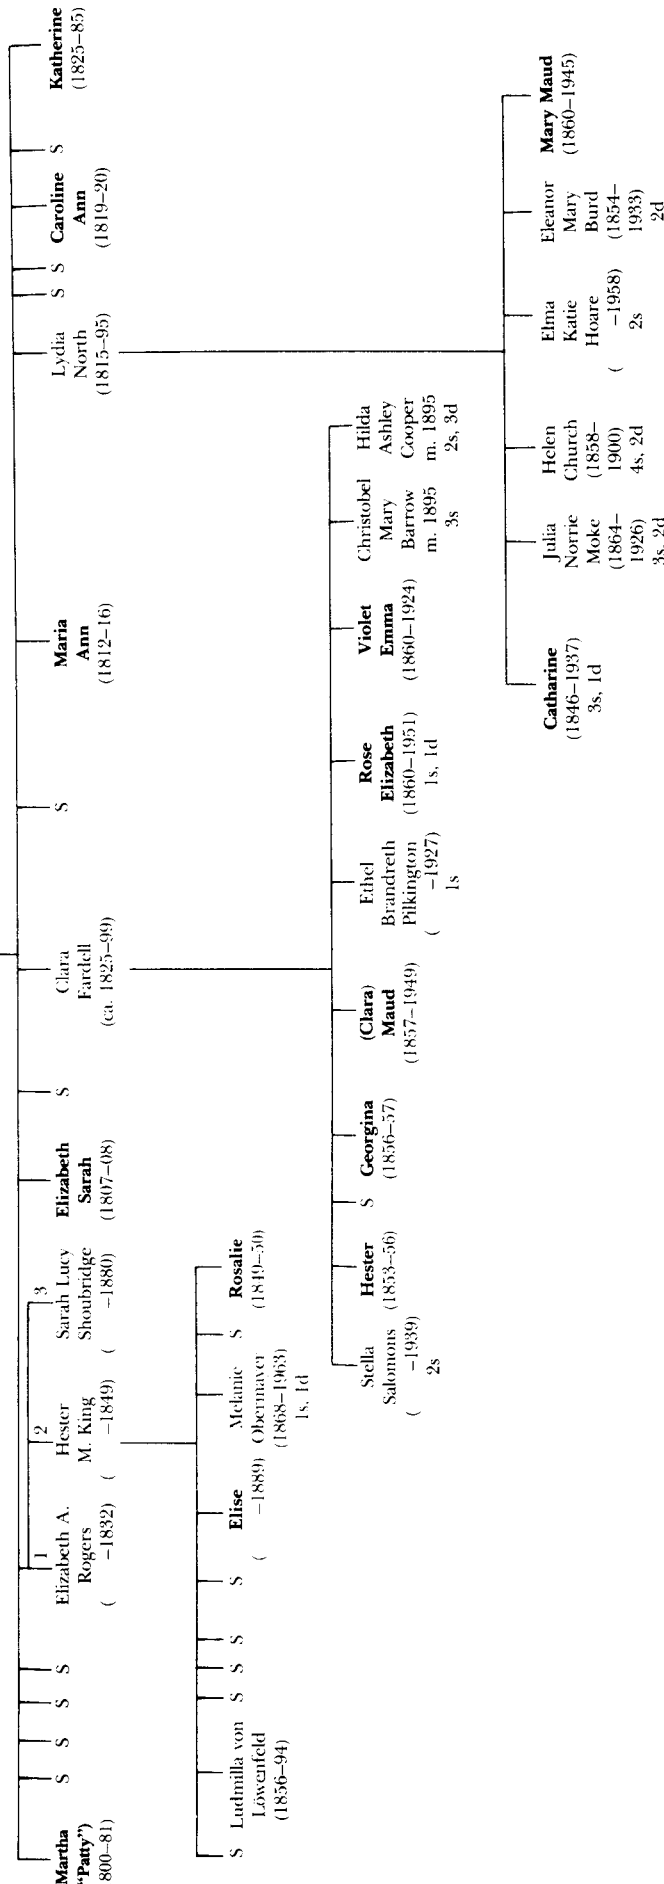 Martha
"Patty")
800–81)
S
S
S
S
1
Elizabeth A.
Rogers
( –1832)
2
Hester
M. King
( –1849)
3
Sarah Lucy
Shoubridge
( –1880)
Elizabeth
Sarah
(1807–08)
S
Clara
Fardell
(ca. 1825–99)
S
Maria
Ann
(1812–16)
Lydia
North
(1815–95)
S
S
Caroline
Ann
(1819–20)
S
Katherine
(1825–85)
S
Ludmilla von
Löwenfeld
(1856–94)
S
S
S
S
Elise
( –1889)
Melanie
Obermayer
(1868–1963)
1s, 1d
S
Rosalie
(1849–50)
Stella
Salomons
( –1939)
2s
Hester
(1853–56)
S
Georgina
(1856–57)
(Clara)
Maud
(1857–1949)
Ethel
Brandreth
Pilkington
( –1927)
1s
Rose
Elizabeth
(1860–1951)
1s, 1d
Violet
Emma
(1860–1924)
Christobel
Mary
Barrow
m. 1895
3s
Hilda
Ashley
Cooper
m. 1895
2s, 3d
Catharine
(1846–1937)
3s, 1d
Julia
Norrie
Moke
(1864–
1926)
3s, 2d
Helen
Church
(1858–
1900)
4s, 2d
Elma
Katie
Hoare
( –1958)
2s
Eleanor
Mary
Burd
(1854–
1933)
2d
Mary Maud
(1860–1945)